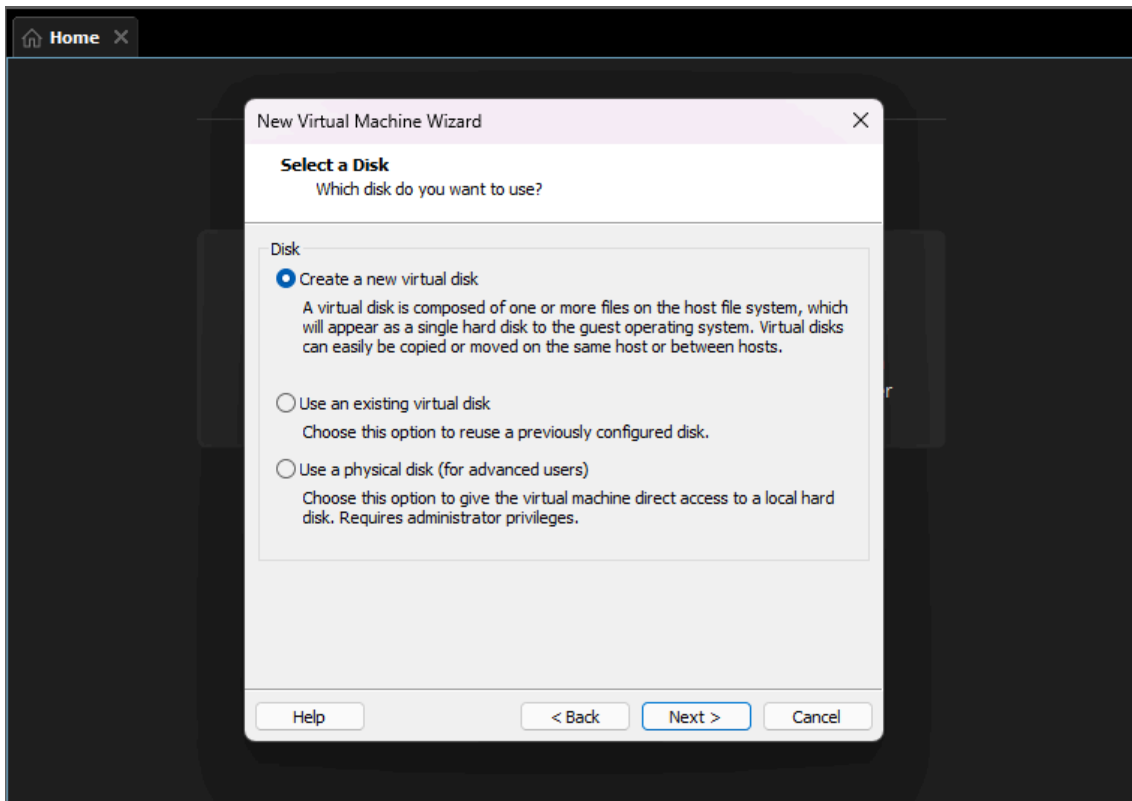 Home
New Virtual Machine Wizard
Select a Disk
Which disk do you want to use?
Disk
Create a new virtual disk
A virtual disk is composed of one or more files on the host file system, which
will appear as a single hard disk to the guest operating system. Virtual disks
can easily be copied or moved on the same host or between hosts.
Use an existing virtual disk
Choose this option to reuse a previously configured disk.
Use a physical disk (for advanced users)
Choose this option to give the virtual machine direct access to a local hard
disk. Requires administrator privileges.
Help
< Back
Next >
Cancel